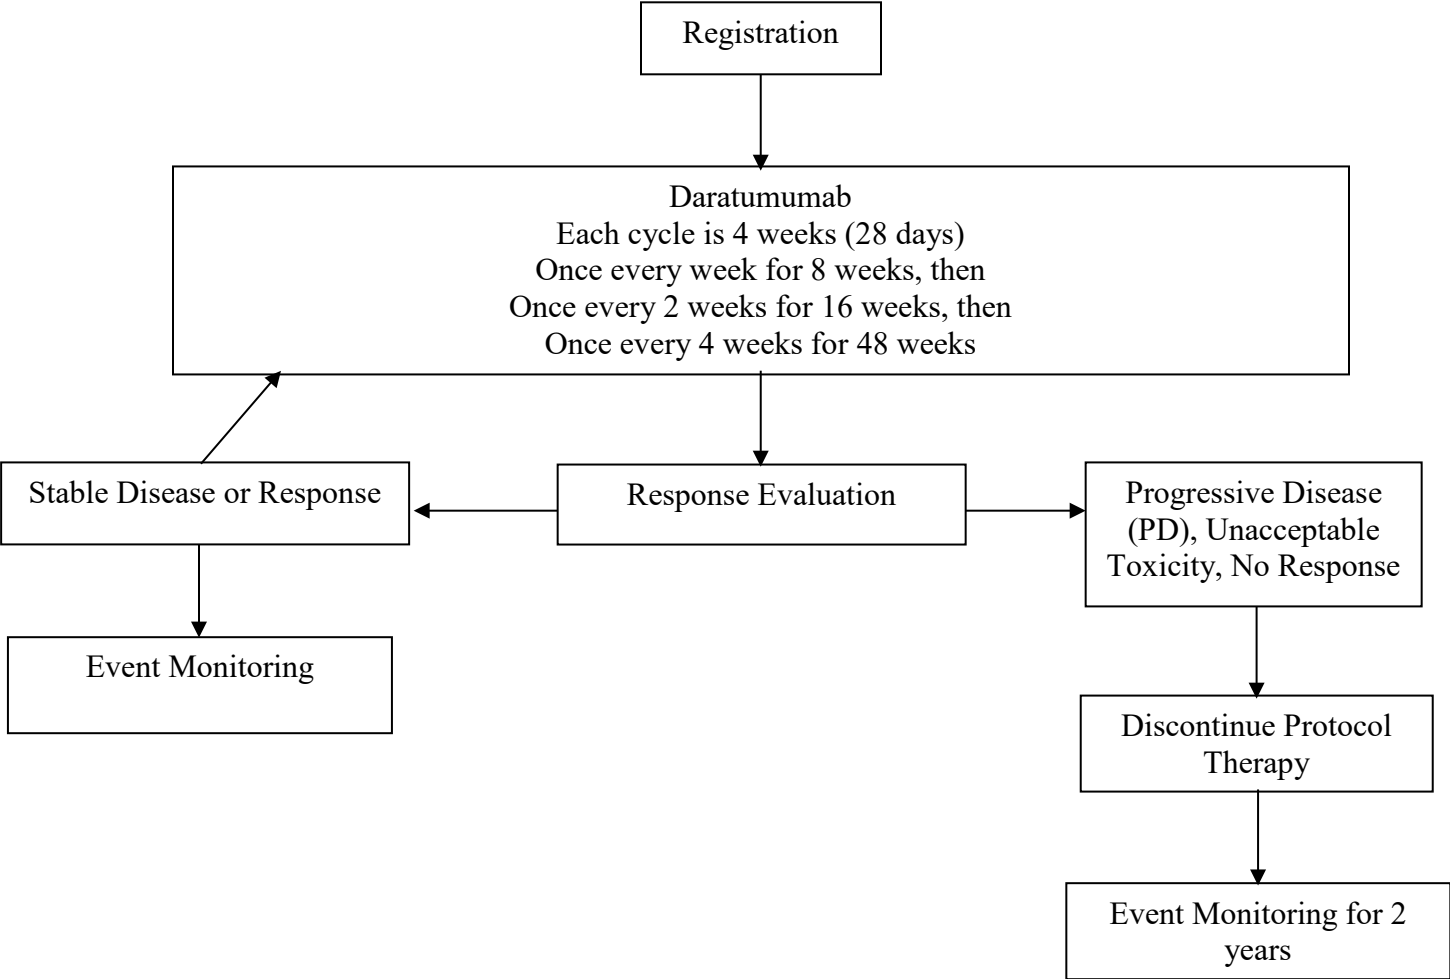 Registration
Daratumumab
Each cycle is 4 weeks (28 days)
Once every week for 8 weeks, then
Once every 2 weeks for 16 weeks, then
Once every 4 weeks for 48 weeks
Stable Disease or Response
Response Evaluation
Progressive Disease
(PD), Unacceptable
Toxicity, No Response
Event Monitoring
Discontinue Protocol
Therapy
Event Monitoring for 2
years